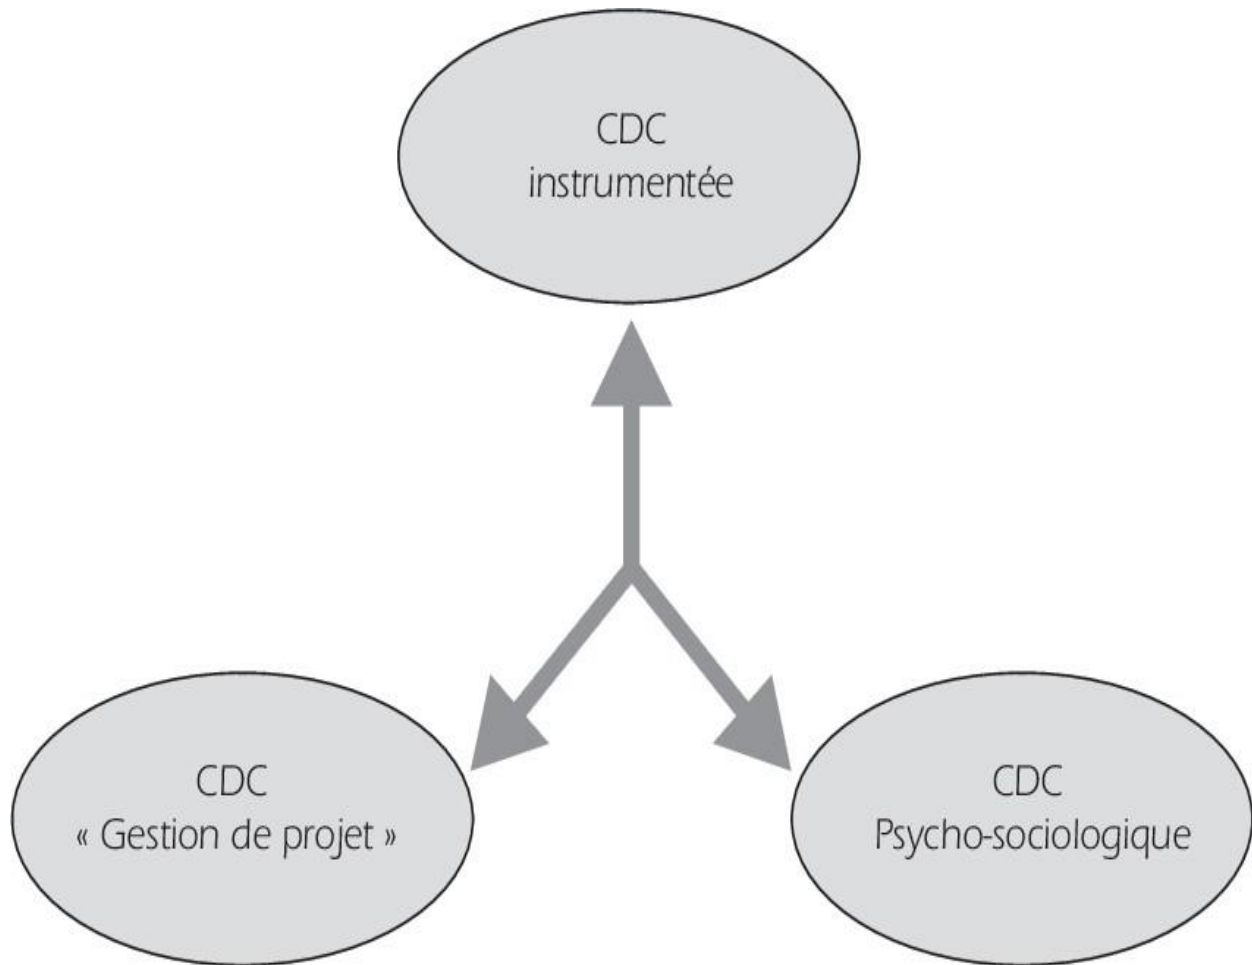 CDC
instrumentée
CDC
« Gestion de projet »
CDC
Psycho-sociologique